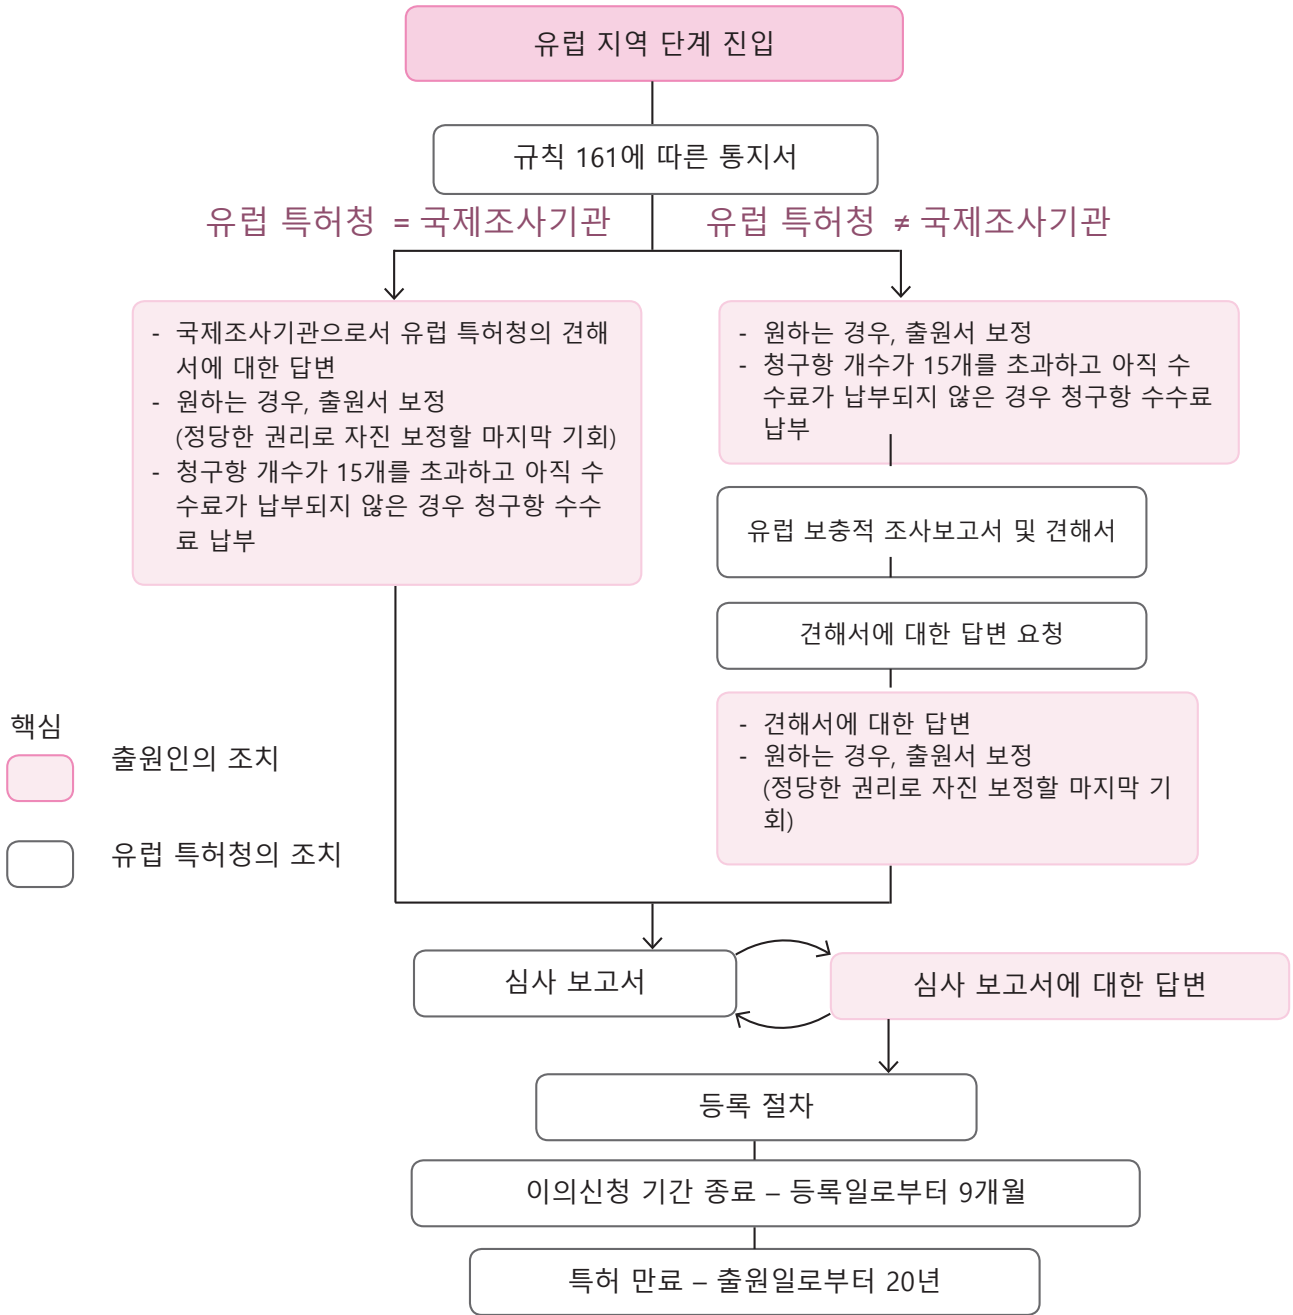 유럽 지역 단계 진입
규칙 161에 따른 통지서
유럽 특허청 = 국제조사기관
유럽 특허청 ≠ 국제조사기관
- 국제조사기관으로서 유럽 특허청의 견해
서에 대한 답변
- 원하는 경우, 출원서 보정
(정당한 권리로 자진 보정할 마지막 기회)
- 청구항 개수가 15개를 초과하고 아직 수
수료가 납부되지 않은 경우 청구항 수수
료 납부
- 원하는 경우, 출원서 보정
- 청구항 개수가 15개를 초과하고 아직 수
수료가 납부되지 않은 경우 청구항 수수료
납부
유럽 보충적 조사보고서 및 견해서
견해서에 대한 답변 요청
- 견해서에 대한 답변
- 원하는 경우, 출원서 보정
(정당한 권리로 자진 보정할 마지막 기
회)
핵심
출원인의 조치
유럽 특허청의 조치
심사 보고서
심사 보고서에 대한 답변
등록 절차
이의신청 기간 종료 – 등록일로부터 9개월
특허 만료 – 출원일로부터 20년